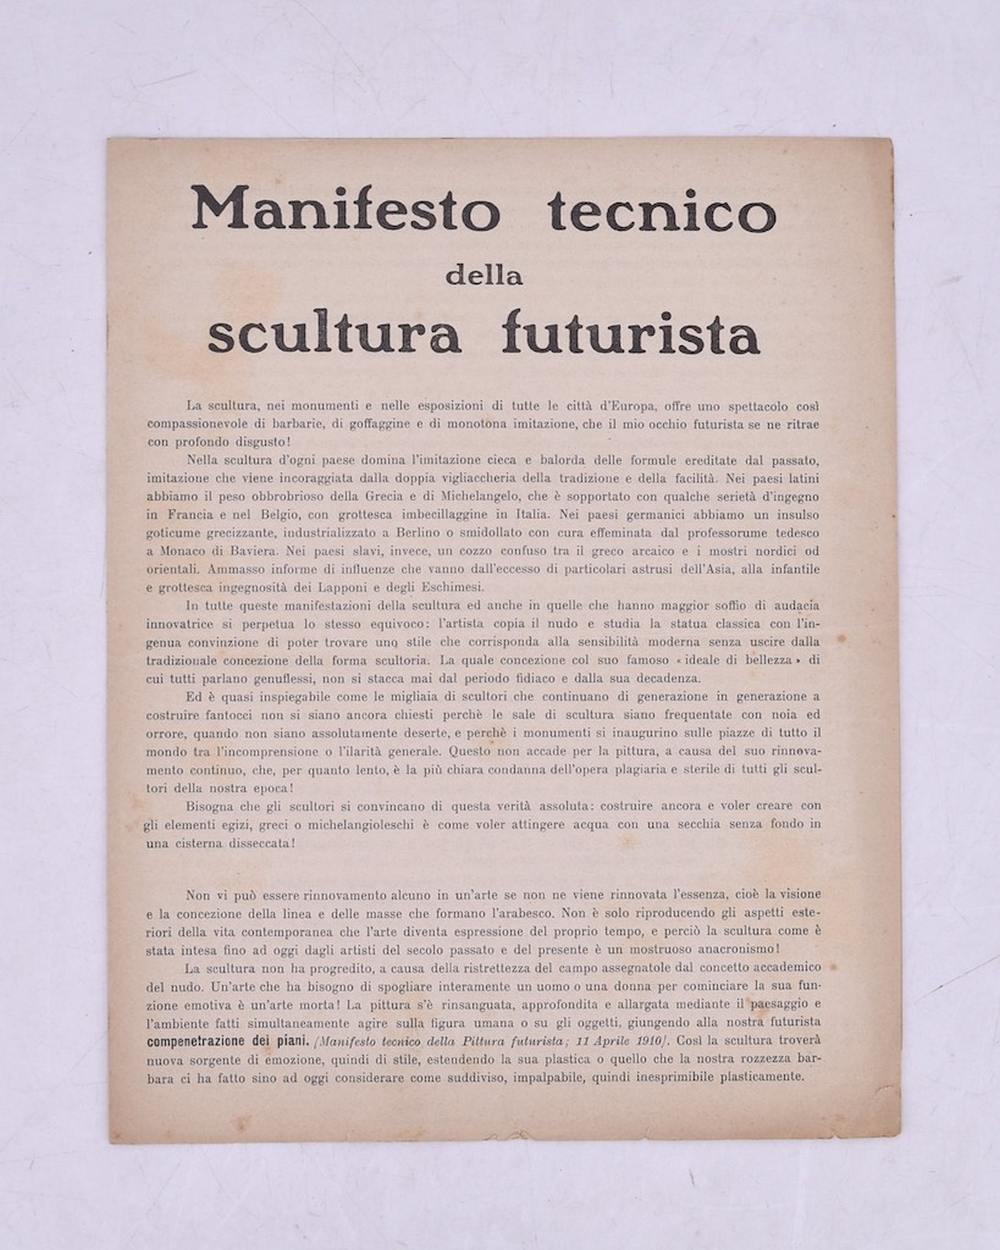 Manifesto tecnico
della
scultura futurista
La scultura, nei monumenti e nelle esposizioni di tutte le città d'Europa, offre uno spettacolo così
compassionevole di barbarie, di goffaggine e di monotona imitazione, che il mio occhio futurista se ne ritrae
con profondo disgusto!
Nella scultura d'ogni paese domina l'imitazione cieca e balorda delle formule ereditate dal passato,
imitazione che viene incoraggiata dalla doppia vigliaccheria della tradizione e della facilità. Nei paesi latini
abbiamo il peso obbrobrioso della Grecia e di Michelangelo, che è sopportato con qualche serietà d'ingegno
in Francia e nel Belgio, con grottesca imbecillaggine in Italia. Nei paesi germanici abbiamo un insulso
goticume grecizzante, industrializzato a Berlino o smidollato con cura effeminata dal professorume tedesco
a Monaco di Baviera. Nei paesi slavi, invece, un cozzo confuso tra il greco arcaico e i mostri nordici od
orientali. Ammasso informe di influenze che vanno dall'eccesso di particolari astrusi dell'Asia, alla infantile
e grottesca ingegnosità dei Lapponi e degli Eschimesi.
In tutte queste manifestazioni della scultura ed anche in quelle che hanno maggior soffio di audacia
innovatrice si perpetua lo stesso equivoco: l'artista copia il nudo e studia la statua classica con l'in-
genua convinzione di poter trovare uno stile che corrisponda alla sensibilità moderna senza uscire dalla
tradizionale concezione della forma scultoria. La quale concezione col suo famoso « ideale di bellezza » di
cui tutti parlano genuflessi, non si stacca mai dal periodo fidiaco e dalla sua decadenza.
Ed è quasi inspiegabile come le migliaia di scultori che continuano di generazione in generazione a
costruire fantocci non si siano ancora chiesti perchè le sale di scultura siano frequentate con noia ed
orrore, quando non siano assolutamente deserte, e perchè i monumenti si inaugurino sulle piazze di tutto il
mondo tra l'incomprensione o l'ilarità generale. Questo non accade per la pittura, a causa del suo rinnova-
mento continuo, che, per quanto lento, è la più chiara condanna dell'opera plagiaria e sterile di tutti gli scul-
tori della nostra epoca!
Bisogna che gli scultori si convincano di questa verità assoluta: costruire ancora e voler creare con
gli elementi egizi, greci o michelangioleschi è come voler attingere acqua con una secchia senza fondo in
una cisterna disseccata!
Non vi può essere rinnovamento alcuno in un'arte se non ne viene rinnovata l'essenza, cioè la visione
e la concezione della linea e delle masse che formano l'arabesco. Non è solo riproducendo gli aspetti este-
riori della vita contemporanea che l'arte diventa espressione del proprio tempo, e perciò la scultura come è
stata intesa fino ad oggi dagli artisti del secolo passato e del presente è un mostruoso anacronismo!
La scultura non ha progredito, a causa della ristrettezza del campo assegnatole dal concetto accademico
del nudo. Un'arte che ha bisogno di spogliare interamente un uomo o una donna per cominciare la sua fun-
zione emotiva è un'arte morta! La pittura s'è rinsanguata, approfondita e allargata mediante il paesaggio e
l'ambiente fatti simultaneamente agire sulla figura umana o su gli oggetti, giungendo alla nostra futurista
compenetrazione dei piani. (Manifesto tecnico della Pittura futurista; 11 Aprile 1910). Così la scultura troverà
nuova sorgente di emozione, quindi di stile, estendendo la sua plastica o quello che la nostra rozzezza bar-
bara ci ha fatto sino ad oggi considerare come suddiviso, impalpabile, quindi inesprimibile plasticamente.